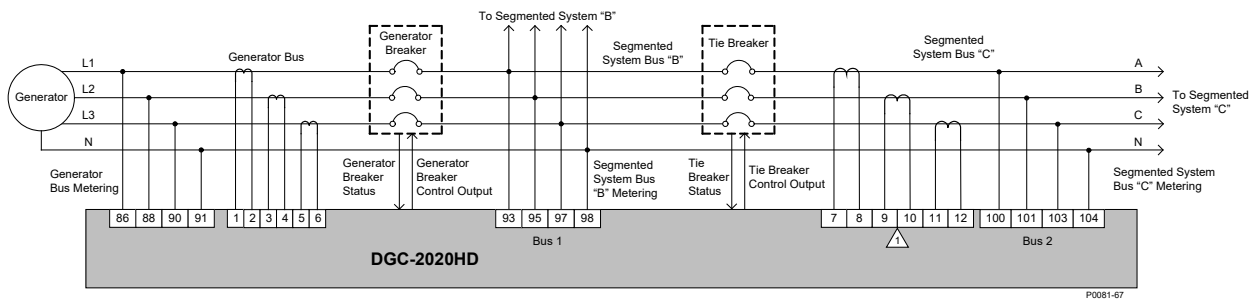 To Segmented System “B”
Generator
Breaker
Generator Bus
Segmented
System Bus “B”
Tie Breaker
Segmented
System Bus “C”
L1
A
L2
B
Generator
To Segmented
System “C”
L3
C
N
N
Generator
Bus Metering
Generator
Breaker
Status
Generator
Breaker
Control Output
Segmented
System Bus
“B” Metering
Tie
Breaker
Status
Tie Breaker
Control Output
Segmented System
Bus “C” Metering
86 88 90 91 1 2 3 4 5 6 93 95 97 98 7 8 9 10 11 12 100 101 103 104
Bus 1
1
Bus 2
DGC-2020HD
P0081-67